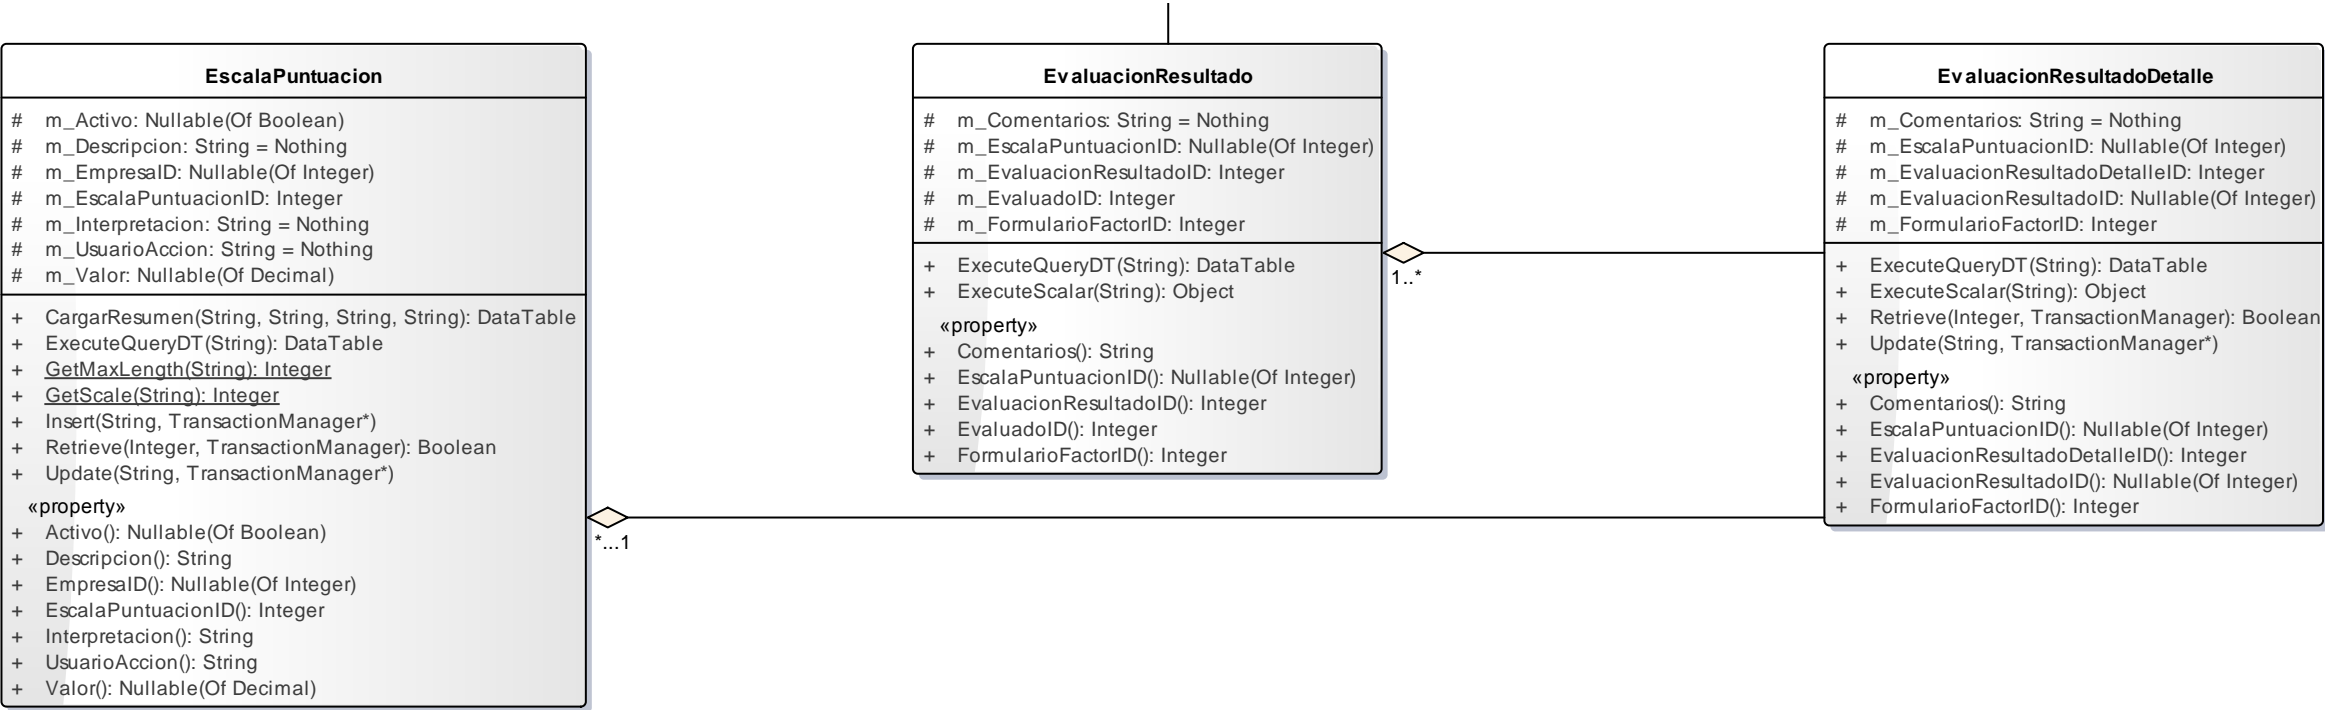 EscalaPuntuacion
# m_Activo: Nullable(Of Boolean)
# m_Descripcion: String = Nothing
# m_EmpresaID: Nullable(Of Integer)
# m_EscalaPuntuacionID: Integer
# m_Interpretacion: String = Nothing
# m_UsuarioAccion: String = Nothing
# m_Valor: Nullable(Of Decimal)
+ CargarResumen(String, String, String, String): DataTable
+ ExecuteQueryDT(String): DataTable
+ GetMaxLength(String): Integer
+ GetScale(String): Integer
+ Insert(String, TransactionManager*)
+ Retrieve(Integer, TransactionManager): Boolean
+ Update(String, TransactionManager*)
«property»
+ Activo(): Nullable(Of Boolean)
+ Descripcion(): String
+ EmpresaID(): Nullable(Of Integer)
+ EscalaPuntuacionID(): Integer
+ Interpretacion(): String
+ UsuarioAccion(): String
+ Valor(): Nullable(Of Decimal)
*...1
EvaluacionResultado
# m_Comentarios: String = Nothing
# m_EscalaPuntuacionID: Nullable(Of Integer)
# m_EvaluacionResultadoID: Integer
# m_EvaluadoID: Integer
# m_FormularioFactorID: Integer
+ ExecuteQueryDT(String): DataTable
+ ExecuteScalar(String): Object
«property»
+ Comentarios(): String
+ EscalaPuntuacionID(): Nullable(Of Integer)
+ EvaluacionResultadoID(): Integer
+ EvaluadoID(): Integer
+ FormularioFactorID(): Integer
1..*
EvaluacionResultadoDetalle
# m_Comentarios: String = Nothing
# m_EscalaPuntuacionID: Nullable(Of Integer)
# m_EvaluacionResultadoDetalleID: Integer
# m_EvaluacionResultadoID: Nullable(Of Integer)
# m_FormularioFactorID: Integer
+ ExecuteQueryDT(String): DataTable
+ ExecuteScalar(String): Object
+ Retrieve(Integer, TransactionManager): Boolean
+ Update(String, TransactionManager*)
«property»
+ Comentarios(): String
+ EscalaPuntuacionID(): Nullable(Of Integer)
+ EvaluacionResultadoDetalleID(): Integer
+ EvaluacionResultadoID(): Nullable(Of Integer)
+ FormularioFactorID(): Integer